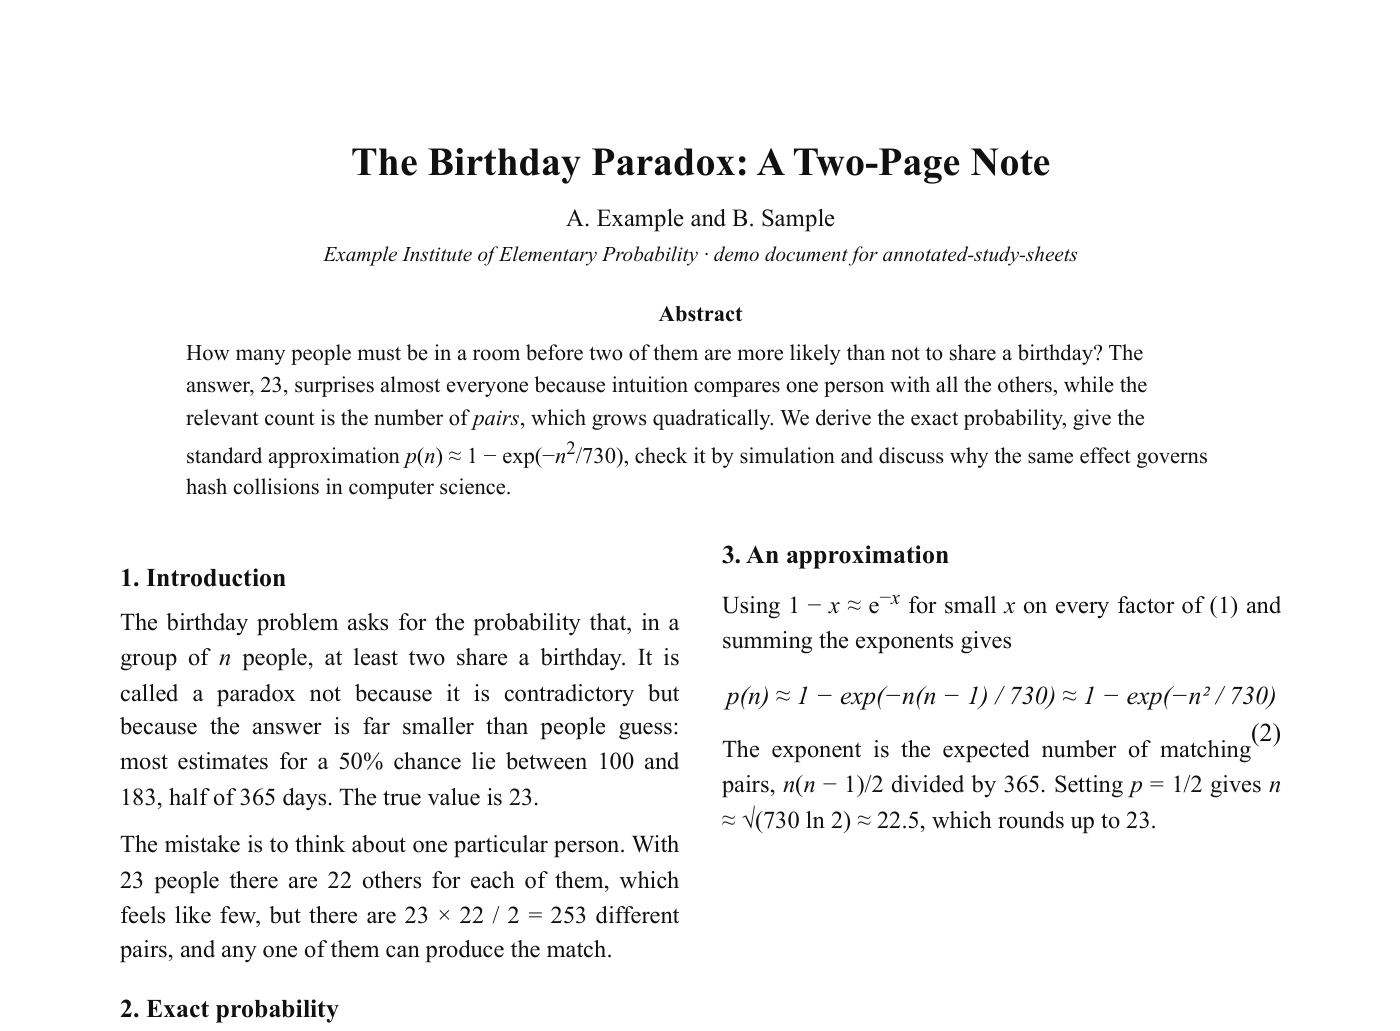 The Birthday Paradox: A Two-Page Note
A. Example and B. Sample
Example Institute of Elementary Probability · demo document for annotated-study-sheets
Abstract
How many people must be in a room before two of them are more likely than not to share a birthday? The
answer, 23, surprises almost everyone because intuition compares one person with all the others, while the
relevant count is the number of pairs, which grows quadratically. We derive the exact probability, give the
standard approximation p(n) ≈ 1 − exp(−n²/730), check it by simulation and discuss why the same effect governs
hash collisions in computer science.
1. Introduction
The birthday problem asks for the probability that, in a
group of n people, at least two share a birthday. It is
called a paradox not because it is contradictory but
because the answer is far smaller than people guess:
most estimates for a 50% chance lie between 100 and
183, half of 365 days. The true value is 23.
The mistake is to think about one particular person. With
23 people there are 22 others for each of them, which
feels like few, but there are 23 × 22 / 2 = 253 different
pairs, and any one of them can produce the match.
2. Exact probability
3. An approximation
Using 1 − x ≈ e⁻ˣ for small x on every factor of (1) and
summing the exponents gives
p(n) ≈ 1 − exp(−n(n − 1) / 730) ≈ 1 − exp(−n² / 730)
(2)
The exponent is the expected number of matching
pairs, n(n − 1)/2 divided by 365. Setting p = 1/2 gives n
≈ √(730 ln 2) ≈ 22.5, which rounds up to 23.